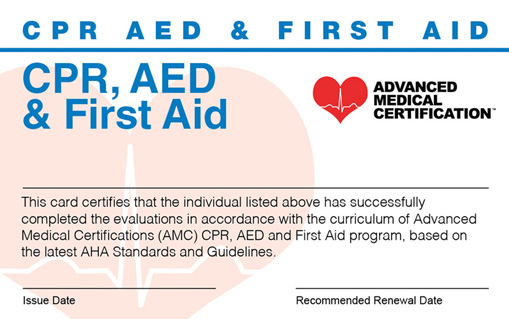 CPR AED & FIRST AID
CPR, AED
& First Aid
ADVANCED
MEDICAL
CERTIFICATION™
This card certifies that the individual listed above has successfully
completed the evaluations in accordance with the curriculum of Advanced
Medical Certifications (AMC) CPR, AED and First Aid program, based on
the latest AHA Standards and Guidelines.
Issue Date
Recommended Renewal Date